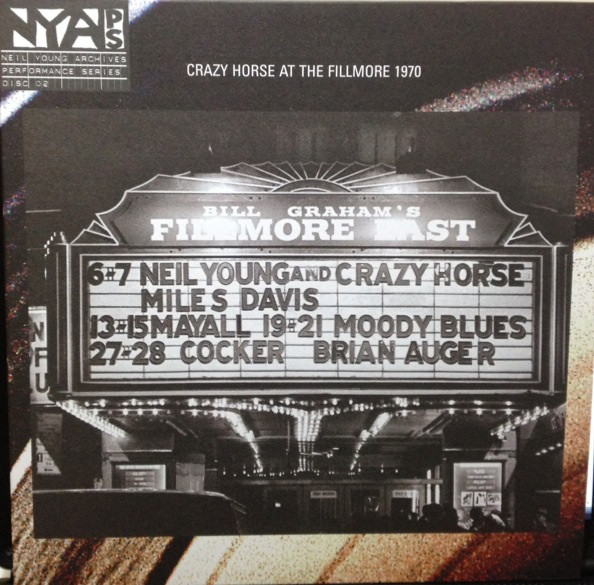 NYA PS
NEIL YOUNG ARCHIVES
PERFORMANCE SERIES
DISC 02
CRAZY HORSE AT THE FILLMORE 1970
BILL GRAHAM'S
FILLMORE EAST
6&7 NEIL YOUNG AND CRAZY HORSE
MILES DAVIS
13&15 MAYALL 19&21 MOODY BLUES
27&28 COCKER BRIAN AUGER